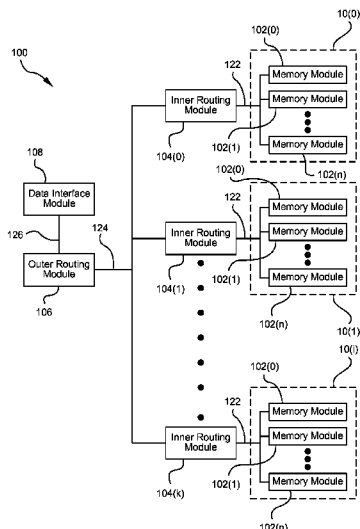 100
10(0)
102(0)
122
Memory Module
Inner Routing Module
Memory Module
104(0)
102(1)
Memory Module
108
102(0)
102(n)
Data Interface Module
122
Memory Module
126
124
Inner Routing Module
Memory Module
Outer Routing Module
104(1)
102(1)
Memory Module
106
102(n)
10(1)
10(i)
102(0)
122
Memory Module
Inner Routing Module
Memory Module
104(k)
102(1)
Memory Module
102(n)